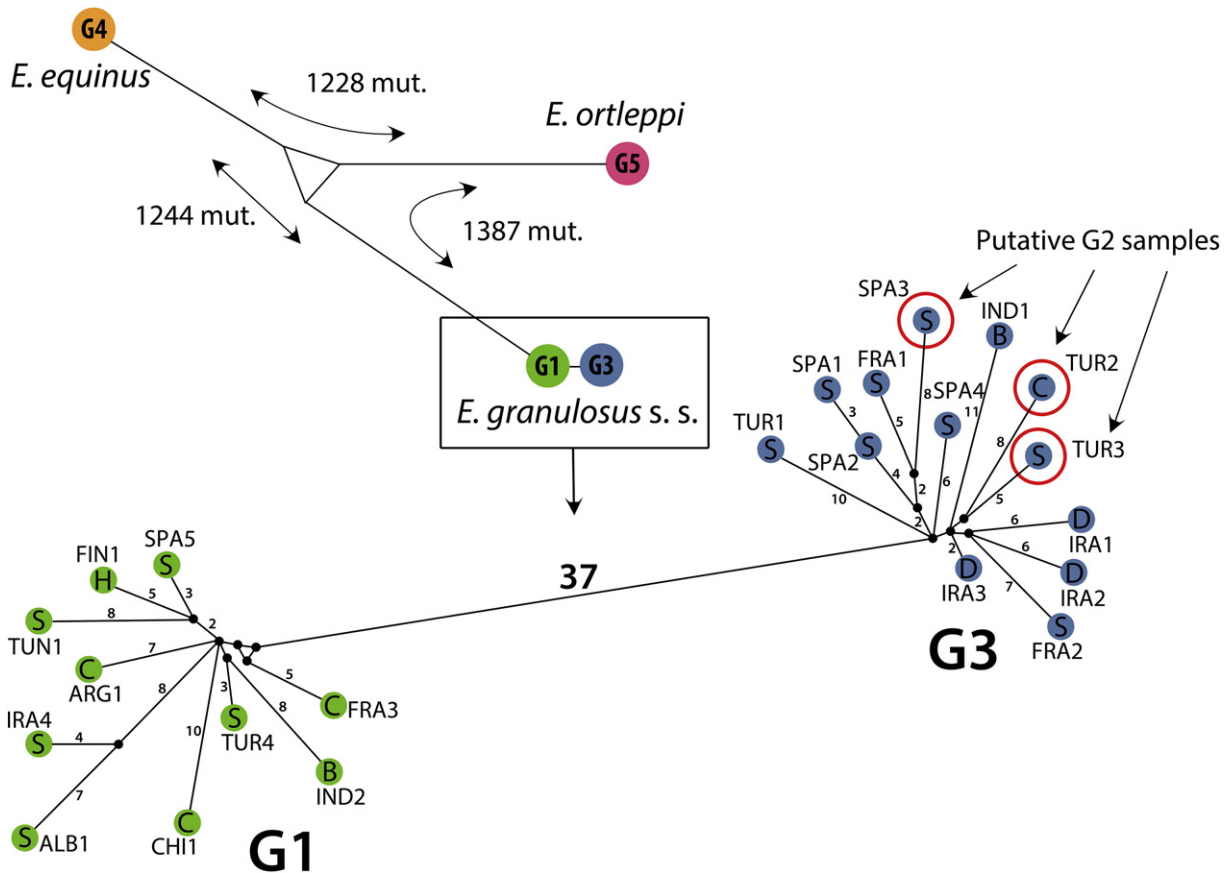 G4
E. equinus
1228 mut.
E. ortleppi
G5
1244 mut.
1387 mut.
G1 G3
E. granulosus s. s.
Putative G2 samples
SPA3
S
IND1
B
TUR2
C
SPA1
S
FRA1
S
SPA4
S
TUR3
S
TUR1
S
SPA2
S
3
5
8
11
8
10
4
2
6
5
2
2
6
D
IRA1
6
D
IRA2
D
IRA3
7
S
FRA2
G3
37
SPA5
S
FIN1
H
5
3
8
S
TUN1
2
7
C
ARG1
8
5
C FRA3
3
8
S
TUR4
10
IRA4
S
4
B
IND2
7
S ALB1
C
CHI1
G1